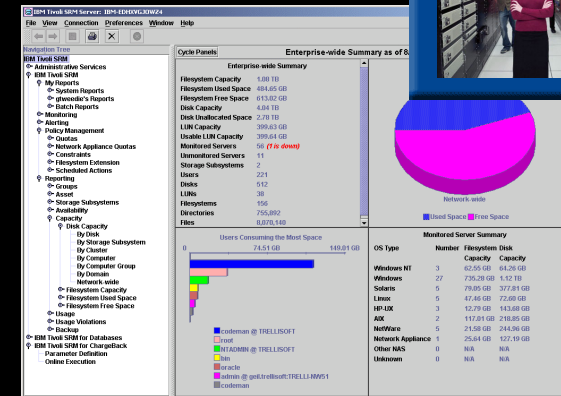 IBM Tivoli SRM Server: IBM-EDHXVGJOWZ4
File View Connection Preferences Window Help
Navigation Tree
IBM Tivoli SRM
Administrative Services
IBM Tivoli SRM
My Reports
System Reports
gtweedie's Reports
Batch Reports
Monitoring
Alerting
Policy Management
Quotas
Network Appliance Quotas
Constraints
Filesystem Extension
Scheduled Actions
Reporting
Groups
Asset
Storage Subsystems
Availability
Capacity
Disk Capacity
By Disk
By Storage Subsystem
By Cluster
By Computer
By Computer Group
By Domain
Network-wide
Filesystem Capacity
Filesystem Used Space
Filesystem Free Space
Usage
Usage Violations
Backup
IBM Tivoli SRM for Databases
IBM Tivoli SRM for ChargeBack
Parameter Definition
Online Execution
Cycle Panels Enterprise-wide Summary as of 8
Enterprise-wide Summary
Filesystem Capacity 1.08 TB
Filesystem Used Space 484.65 GB
Filesystem Free Space 613.02 GB
Disk Capacity 4.04 TB
Disk Unallocated Space 2.78 TB
LUN Capacity 399.63 GB
Usable LUN Capacity 399.64 GB
Monitored Servers 56 (1 is down)
Unmonitored Servers 11
Storage Subsystems 2
Users 221
Disks 512
LUNs 38
Filesystems 156
Directories 755,892
Files 8,870,148
Network-wide
Used Space Free Space
Users Consuming the Most Space
0 74.51 GB 149.01 GB
codeman @ TRELLISOFT
root
NTADMIN @ TRELLISOFT
bin
oracle
admin @ geil.trellisoft:TRELLI-NW51
codeman
Monitored Server Summary
OS Type Number Filesystem Disk
Capacity Capacity
Windows NT 3 62.55 GB 64.26 GB
Windows 27 735.20 GB 1.12 TB
Solaris 5 79.05 GB 377.81 GB
Linux 5 47.46 GB 72.60 GB
HP-UX 3 12.79 GB 143.68 GB
AIX 2 117.01 GB 218.85 GB
NetWare 5 21.58 GB 244.96 GB
Network Appliance 1 25.64 GB 127.19 GB
Other NAS 0 N/A N/A
Unknown 0 N/A N/A